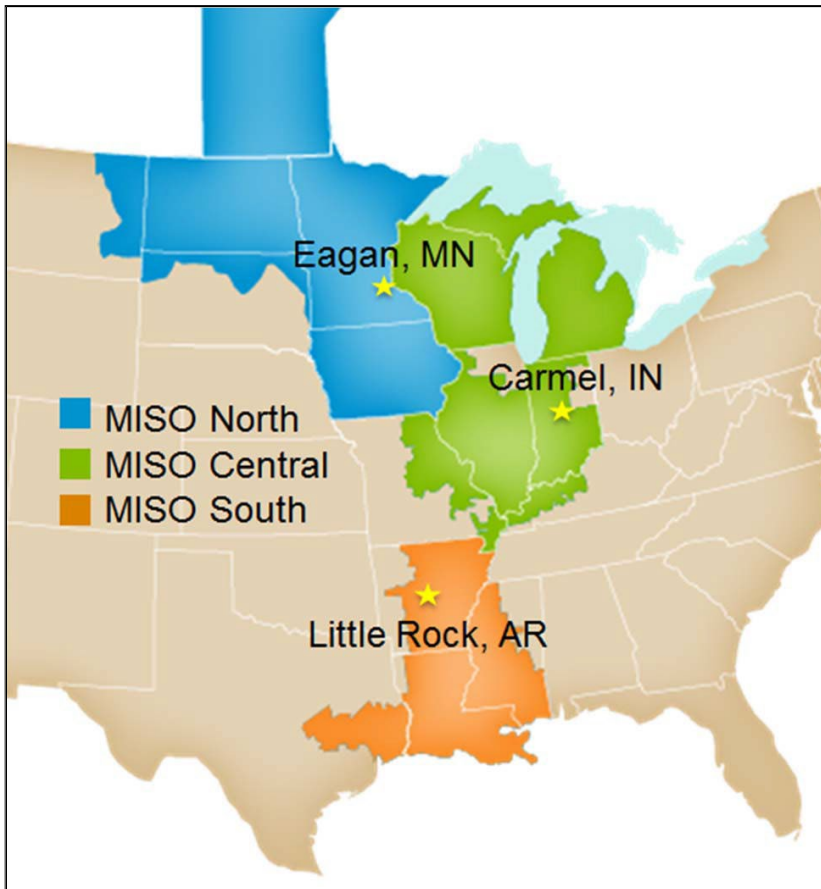 Eagan, MN
Carmel, IN
MISO North
MISO Central
MISO South
Little Rock, AR